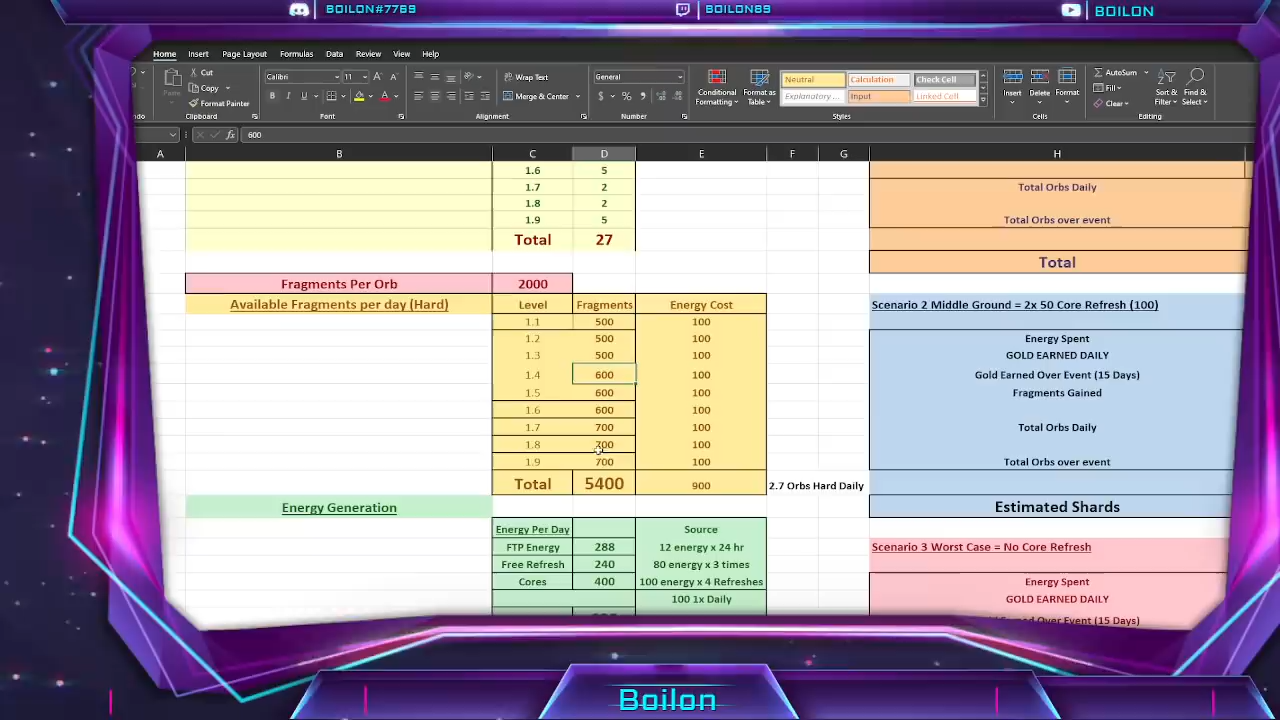 BOILON#7769
BOILON89
BOILON
Home Insert Page Layout Formulas Data Review View Help
Cut
Copy
Format Painter
Paste
Clipboard
Calibri 11
Font
Wrap Text
Merge & Center
Alignment
General
Number
Conditional Formatting
Format as Table
Neutral Calculation Check Cell
Explanatory ... Input Linked Cell
Styles
Insert Delete Format
Cells
AutoSum
Fill
Clear
Sort & Filter
Find & Select
Editing
fx 600
A B C D E F G H
1.6 5
1.7 2 Total Orbs Daily
1.8 2
1.9 5 Total Orbs over event
Total 27
Total
Fragments Per Orb 2000
Available Fragments per day (Hard) Level Fragments Energy Cost Scenario 2 Middle Ground = 2x 50 Core Refresh (100)
1.1 500 100
1.2 500 100 Energy Spent
1.3 500 100 GOLD EARNED DAILY
1.4 600 100 Gold Earned Over Event (15 Days)
1.5 600 100 Fragments Gained
1.6 600 100
1.7 700 100 Total Orbs Daily
1.8 700 100
1.9 700 100 Total Orbs over event
Total 5400 900 2.7 Orbs Hard Daily
Energy Generation Estimated Shards
Energy Per Day Source
FTP Energy 288 12 energy x 24 hr Scenario 3 Worst Case = No Core Refresh
Free Refresh 240 80 energy x 3 times
Cores 400 100 energy x 4 Refreshes Energy Spent
100 1x Daily GOLD EARNED DAILY
Earned Over Event (15 Days)
Boilon